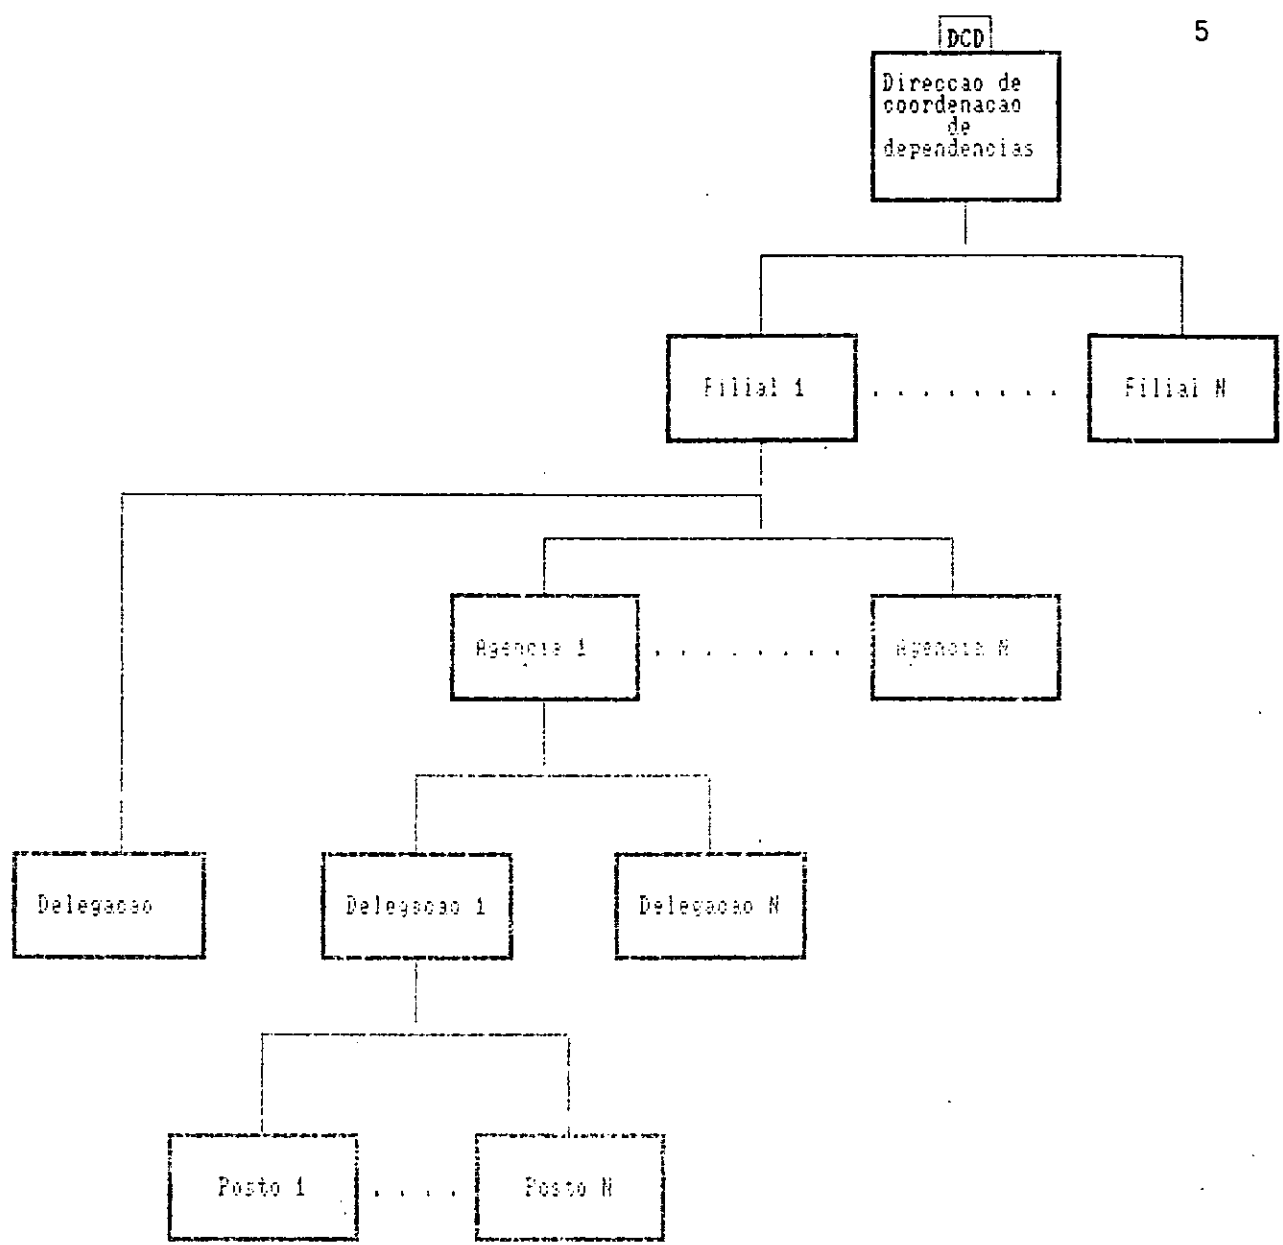 5
DCD
Direccao de
coordenacao
de
dependencias
Filial 1 . . . . . . . . Filial N
Agencia 1 . . . . . . . . Agencia N
Delegacao Delegacao 1 Delegacao N
Posto 1 . . . . Posto N